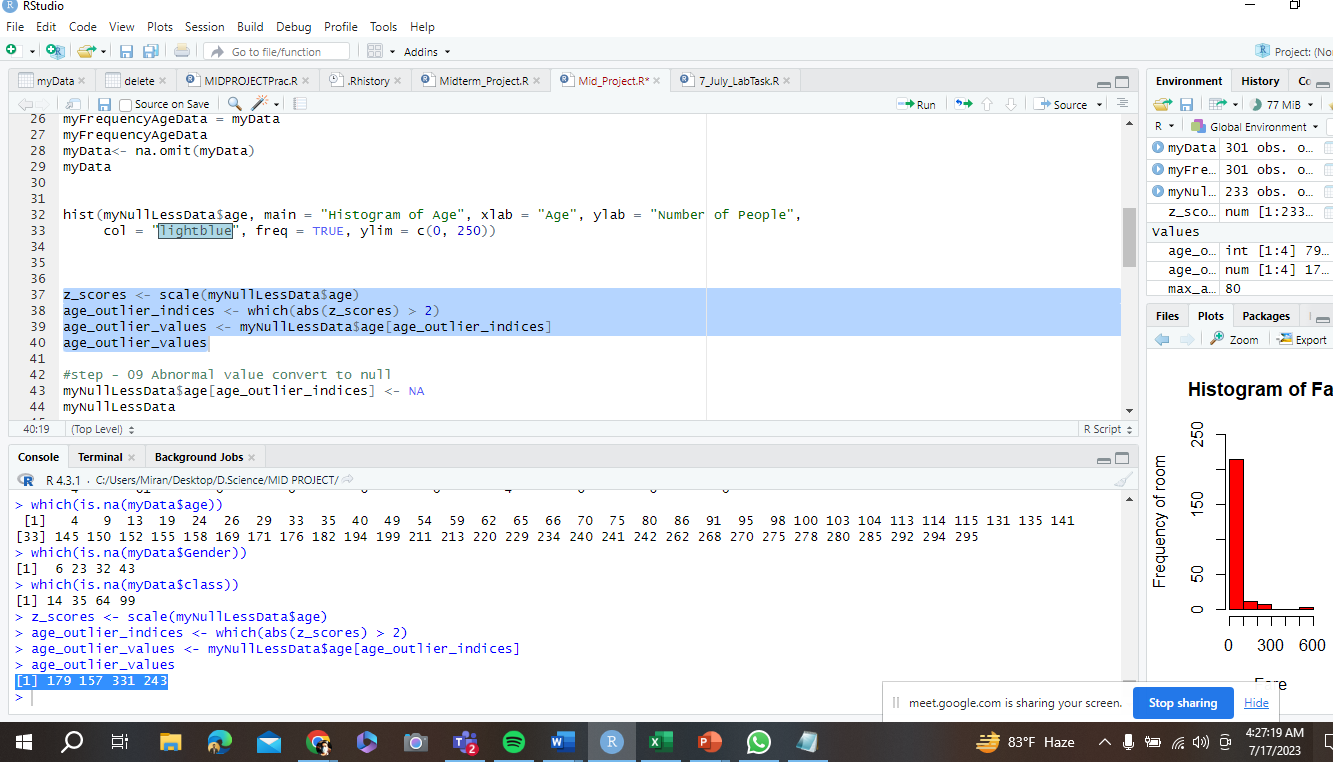 RStudio
File Edit Code View Plots Session Build Debug Profile Tools Help
Go to file/function Addins Project: (No
myData delete MIDPROJECTPrac.R .Rhistory Midterm_Project.R Mid_Project.R* 7_July_LabTask.R
Source on Save Run Source
26 myFrequencyAgeData = myData
27 myFrequencyAgeData
28 myData<- na.omit(myData)
29 myData
30
31
32 hist(myNullLessData$age, main = "Histogram of Age", xlab = "Age", ylab = "Number of People",
33 col = "lightblue", freq = TRUE, ylim = c(0, 250))
34
35
36
37 z_scores <- scale(myNullLessData$age)
38 age_outlier_indices <- which(abs(z_scores) > 2)
39 age_outlier_values <- myNullLessData$age[age_outlier_indices]
40 age_outlier_values
41
42 #step - 09 Abnormal value convert to null
43 myNullLessData$age[age_outlier_indices] <- NA
44 myNullLessData
40:19 (Top Level) R Script
Console Terminal Background Jobs
R 4.3.1 · C:/Users/Miran/Desktop/D.Science/MID PROJECT/
> which(is.na(myData$age))
[1] 4 9 13 19 24 26 29 33 35 40 49 54 59 62 65 66 70 75 80 86 91 95 98 100 103 104 113 114 115 131 135 141
[33] 145 150 152 155 158 169 171 176 182 194 199 211 213 220 229 234 240 241 242 262 268 270 275 278 280 285 292 294 295
> which(is.na(myData$Gender))
[1] 6 23 32 43
> which(is.na(myData$class))
[1] 14 35 64 99
> z_scores <- scale(myNullLessData$age)
> age_outlier_indices <- which(abs(z_scores) > 2)
> age_outlier_values <- myNullLessData$age[age_outlier_indices]
> age_outlier_values
[1] 179 157 331 243
>
Environment History Co
77 MiB
R Global Environment
myData 301 obs. o...
myFre... 301 obs. o...
myNul... 233 obs. o...
z_sco... num [1:233...
Values
age_o... int [1:4] 79...
age_o... num [1:4] 17...
max_a... 80
Files Plots Packages
Zoom Export
Histogram of Fa
Frequency of room
250
150
50
0
0 300 600
Fare
meet.google.com is sharing your screen. Stop sharing Hide
83°F Haze
4:27:19 AM
7/17/2023